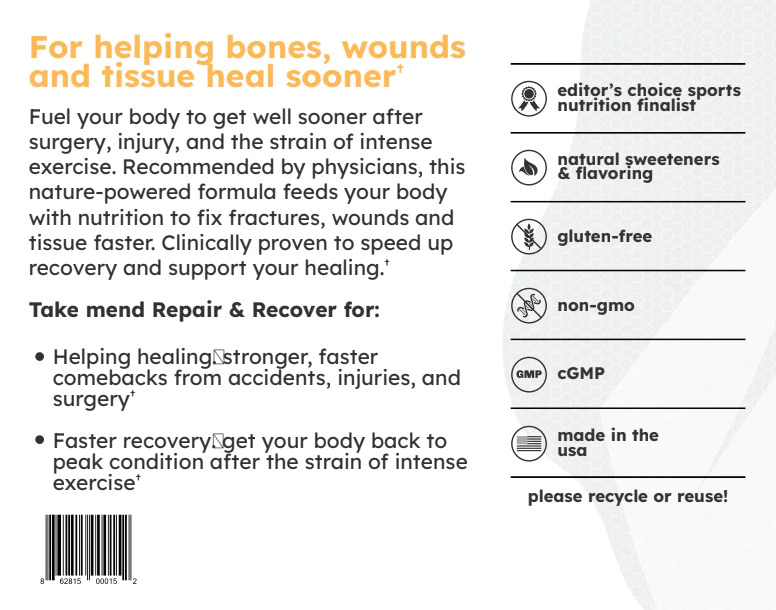 For helping bones, wounds
and tissue heal sooner†
Fuel your body to get well sooner after
surgery, injury, and the strain of intense
exercise. Recommended by physicians, this
nature-powered formula feeds your body
with nutrition to fix fractures, wounds and
tissue faster. Clinically proven to speed up
recovery and support your healing.†
Take mend Repair & Recover for:
• Helping healing stronger, faster
comebacks from accidents, injuries, and
surgery†
• Faster recovery get your body back to
peak condition after the strain of intense
exercise†
8 62815 00015 2
editor’s choice sports
nutrition finalist
natural sweeteners
& flavoring
gluten-free
non-gmo
GMP cGMP
made in the
usa
please recycle or reuse!